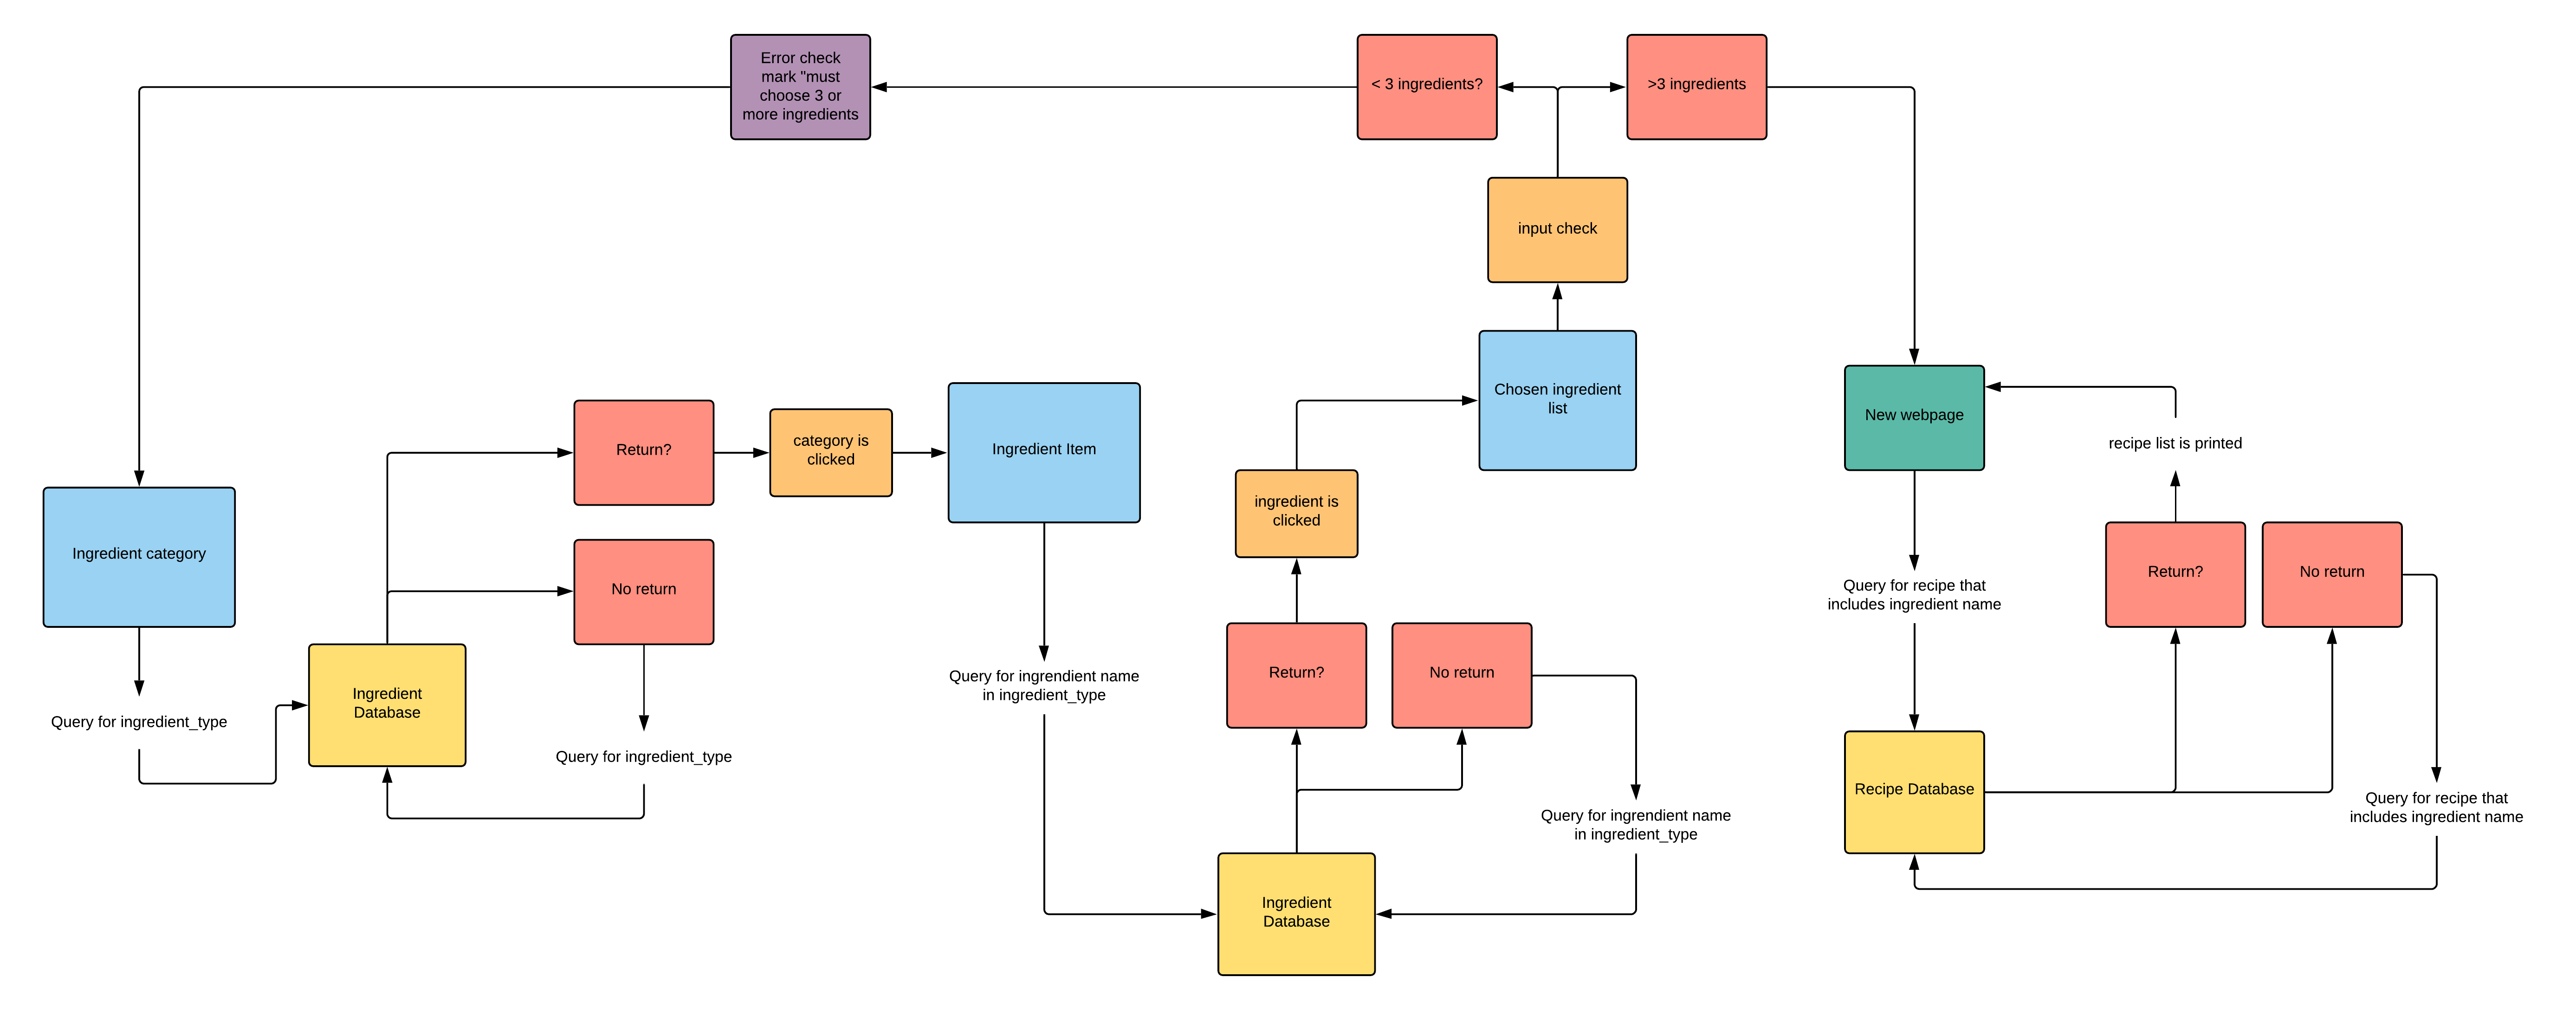 Error check
mark "must
choose 3 or
more ingredients
< 3 ingredients?
>3 ingredients
input check
Chosen ingredient
list
New webpage
recipe list is printed
Return?
category is
clicked
Ingredient Item
ingredient is
clicked
Ingredient category
No return
Return?
No return
Query for recipe that
includes ingredient name
Return?
No return
Query for ingrendient name
in ingredient_type
Ingredient
Database
Query for ingredient_type
Query for ingredient_type
Recipe Database
Query for recipe that
includes ingredient name
Query for ingrendient name
in ingredient_type
Ingredient
Database